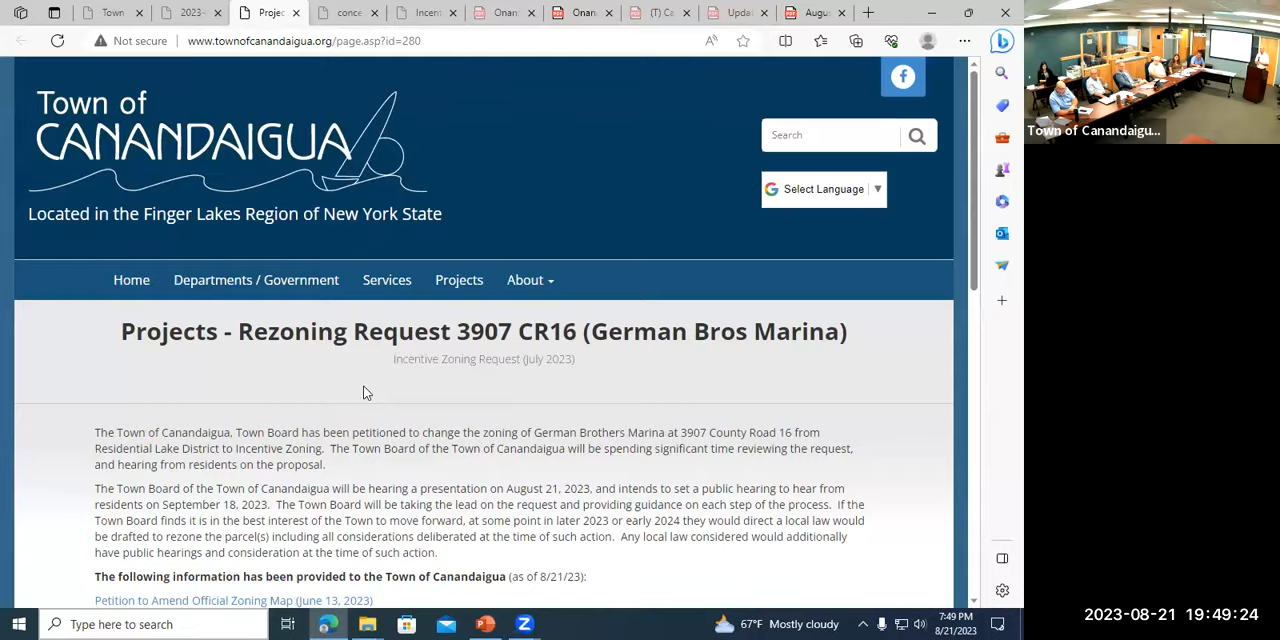 Town
2023-
Projec
conce
Incent
Onan
Onan
(T) Ca
Updat
Augu
Not secure
www.townofcanandaigua.org/page.asp?id=280
Town of
CANANDAIGUA
Located in the Finger Lakes Region of New York State
Search
Select Language
Home Departments / Government Services Projects About
Projects - Rezoning Request 3907 CR16 (German Bros Marina)
Incentive Zoning Request (July 2023)
The Town of Canandaigua, Town Board has been petitioned to change the zoning of German Brothers Marina at 3907 County Road 16 from
Residential Lake District to Incentive Zoning. The Town Board of the Town of Canandaigua will be spending significant time reviewing the request,
and hearing from residents on the proposal.
The Town Board of the Town of Canandaigua will be hearing a presentation on August 21, 2023, and intends to set a public hearing to hear from
residents on September 18, 2023. The Town Board will be taking the lead on the request and providing guidance on each step of the process. If the
Town Board finds it is in the best interest of the Town to move forward, at some point in later 2023 or early 2024 they would direct a local law would
be drafted to rezone the parcel(s) including all considerations deliberated at the time of such action. Any local law considered would additionally
have public hearings and consideration at the time of such action.
The following information has been provided to the Town of Canandaigua (as of 8/21/23):
Petition to Amend Official Zoning Map (June 13, 2023)
Type here to search
67°F Mostly cloudy
7:49 PM
8/21/2023
Town of Canandaigu...
2023-08-21 19:49:24